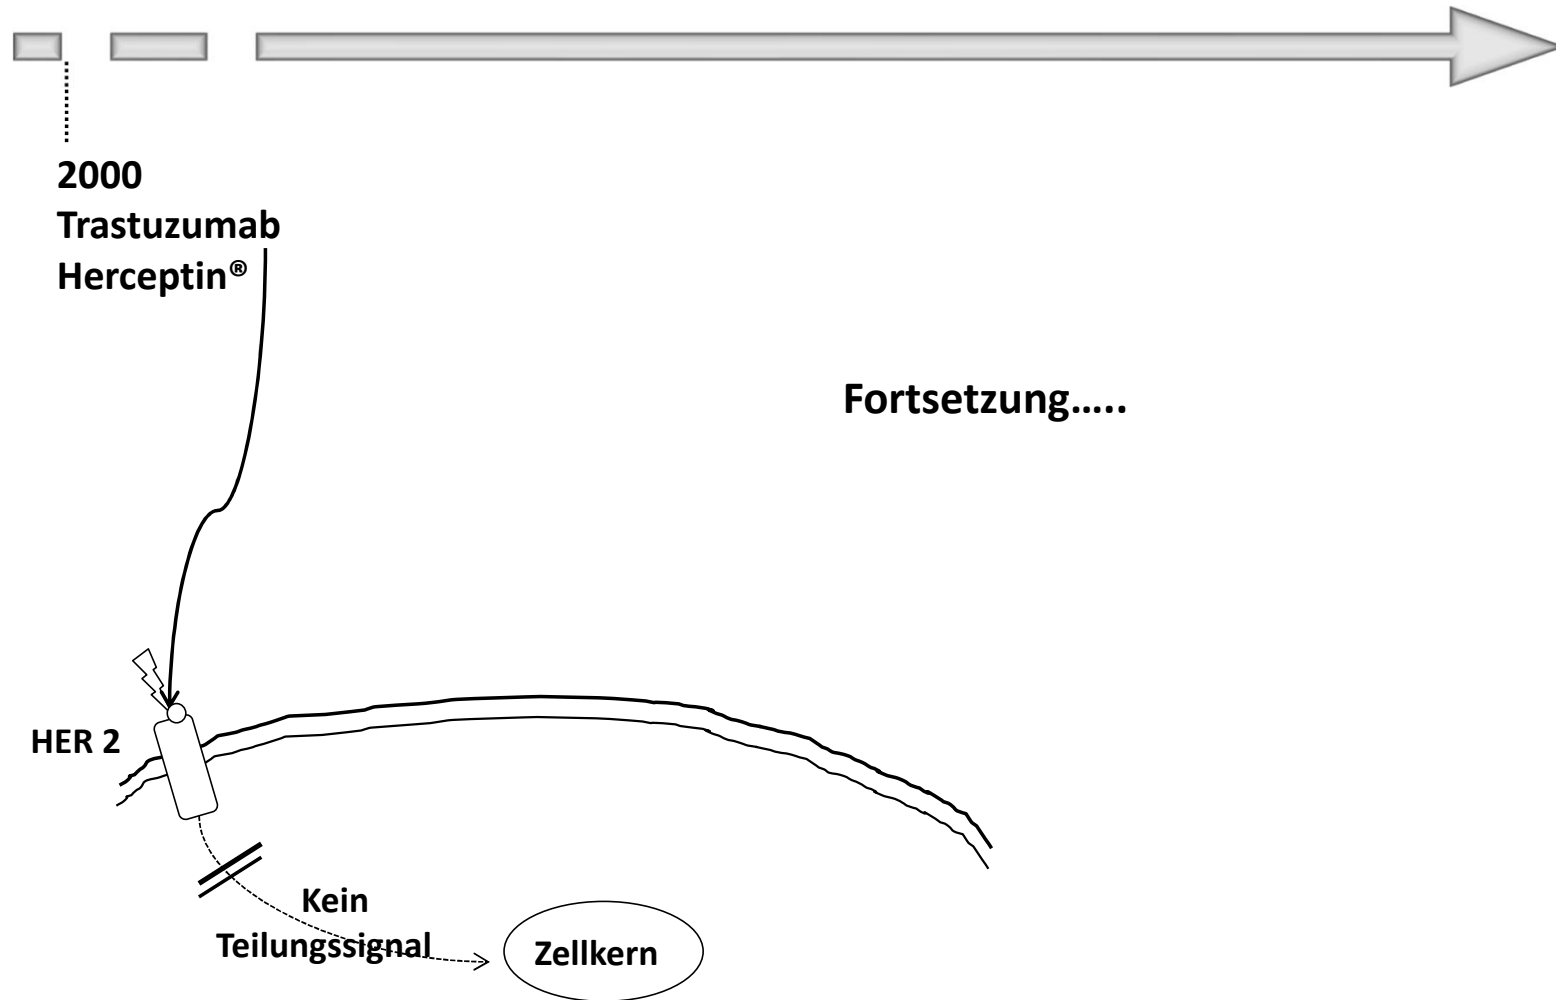 2000
Trastuzumab
Herceptin®
Fortsetzung.....
HER 2
Kein
Teilungssignal
Zellkern